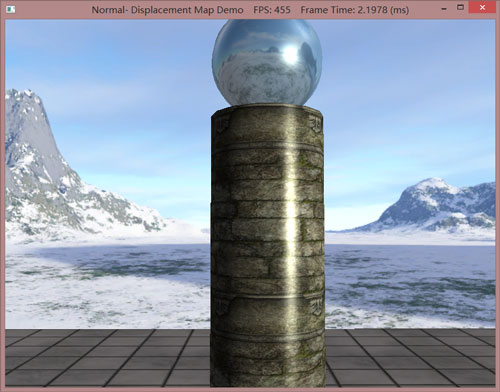 Normal- Displacement Map Demo FPS: 455 Frame Time: 2.1978 (ms)